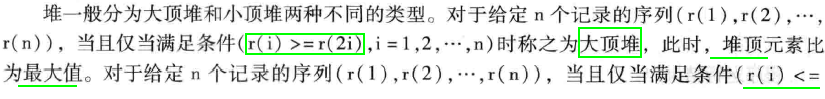 堆一般分为大顶堆和小顶堆两种不同的类型。对于给定 n 个记录的序列(r(1),r(2),…,
r(n)),当且仅当满足条件(r(i) >=r(2i),i=1,2,…,n)时称之为大顶堆,此时,堆顶元素比
为最大值。对于给定 n 个记录的序列(r(1),r(2),…,r(n)),当且仅当满足条件(r(i) <=